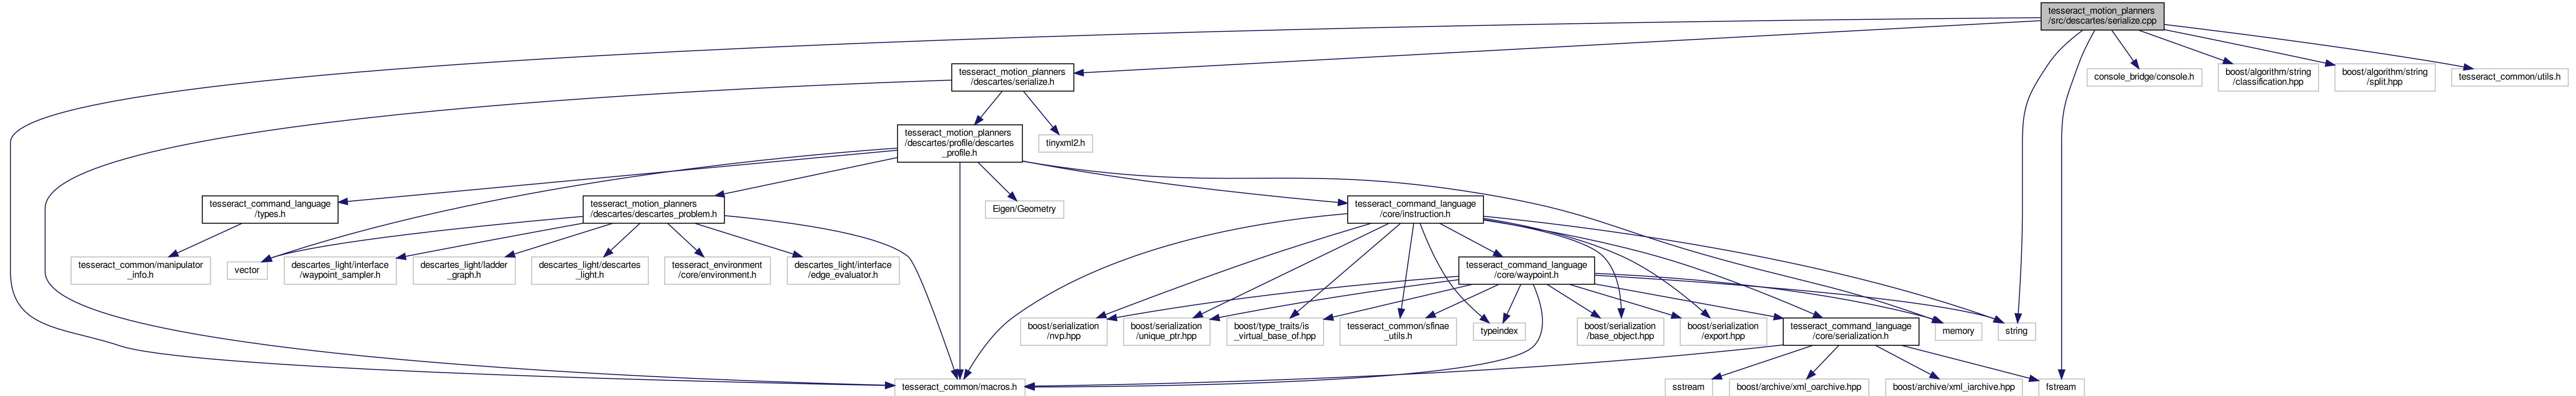 tesseract_motion_planners
/src/descartes/serialize.cpp
tesseract_motion_planners
/descartes/serialize.h
console_bridge/console.h
boost/algorithm/string
/classification.hpp
boost/algorithm/string
/split.hpp
tesseract_common/utils.h
tesseract_motion_planners
/descartes/profile/descartes
_profile.h
tinyxml2.h
tesseract_command_language
/types.h
tesseract_motion_planners
/descartes/descartes_problem.h
Eigen/Geometry
tesseract_command_language
/core/instruction.h
tesseract_common/manipulator
_info.h
vector
descartes_light/interface
/waypoint_sampler.h
descartes_light/ladder
_graph.h
descartes_light/descartes
_light.h
tesseract_environment
/core/environment.h
descartes_light/interface
/edge_evaluator.h
tesseract_command_language
/core/waypoint.h
boost/serialization
/nvp.hpp
boost/serialization
/unique_ptr.hpp
boost/type_traits/is
_virtual_base_of.hpp
tesseract_common/sfinae
_utils.h
typeindex
boost/serialization
/base_object.hpp
boost/serialization
/export.hpp
tesseract_command_language
/core/serialization.h
memory
string
tesseract_common/macros.h
sstream
boost/archive/xml_oarchive.hpp
boost/archive/xml_iarchive.hpp
fstream